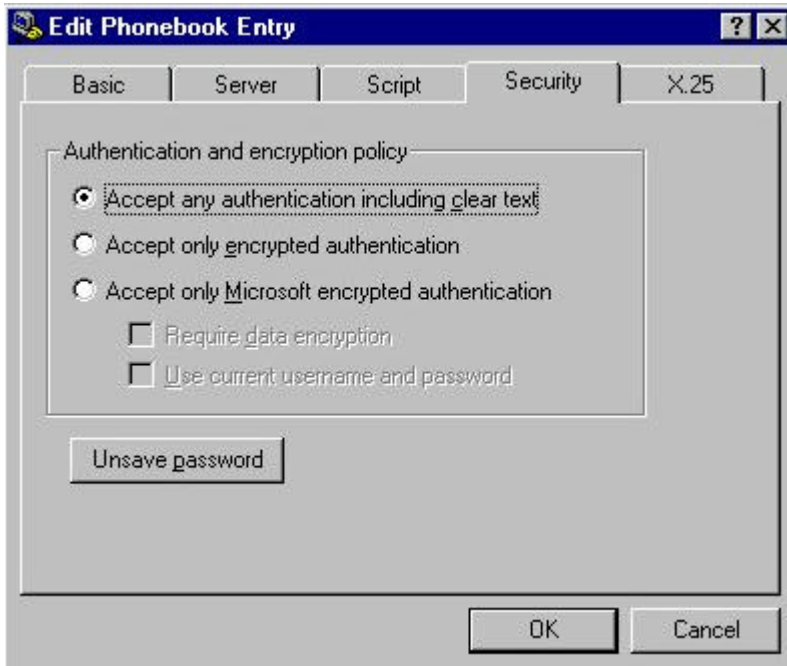 Edit Phonebook Entry
Basic Server Script Security X.25
Authentication and encryption policy
Accept any authentication including clear text
Accept only encrypted authentication
Accept only Microsoft encrypted authentication
Require data encryption
Use current username and password
Unsave password
OK Cancel